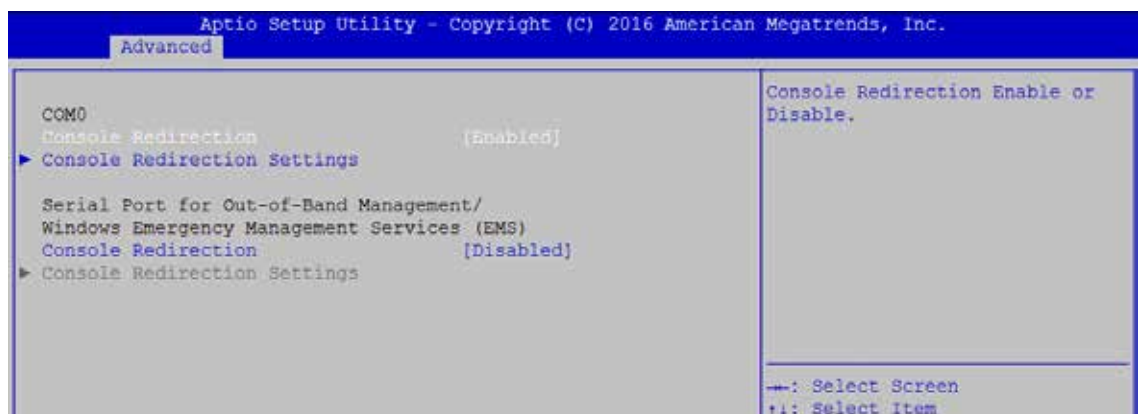 Aptio Setup Utility - Copyright (C) 2016 American Megatrends, Inc.
Advanced
COM0
Console Redirection [Enabled]
► Console Redirection Settings
Serial Port for Out-of-Band Management/
Windows Emergency Management Services (EMS)
Console Redirection [Disabled]
► Console Redirection Settings
Console Redirection Enable or
Disable.
→←: Select Screen
↑↓: Select Item